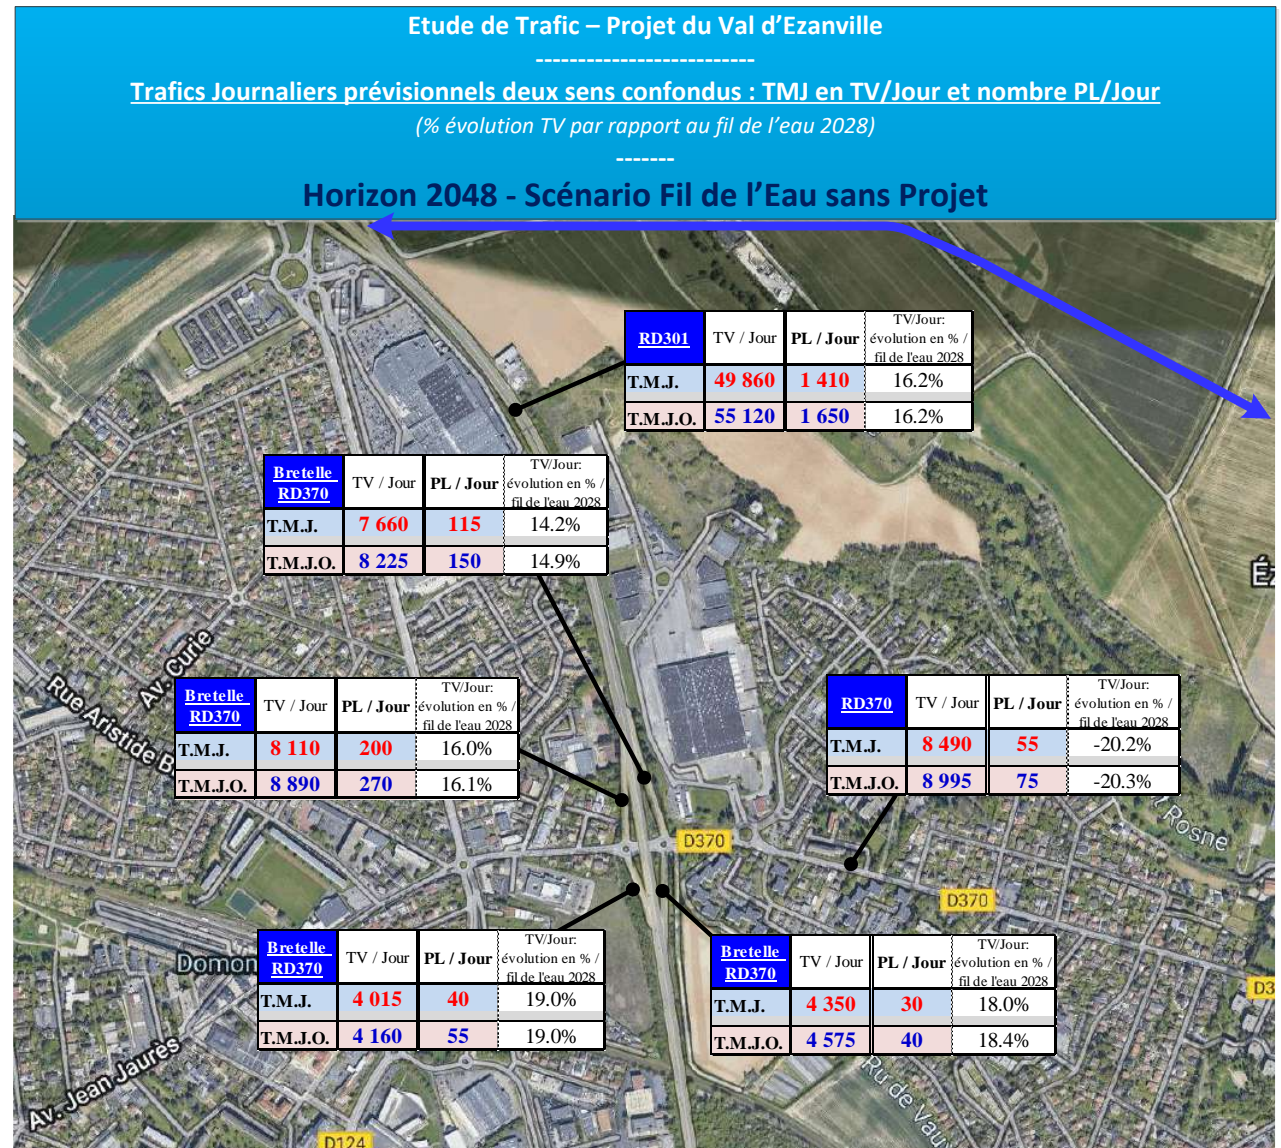 Etude de Trafic – Projet du Val d'Ezanville
--------------------------
Trafics Journaliers prévisionnels deux sens confondus : TMJ en TV/Jour et nombre PL/Jour
(% évolution TV par rapport au fil de l'eau 2028)
-------
Horizon 2048 - Scénario Fil de l'Eau sans Projet
RD301 TV / Jour PL / Jour TV/Jour: évolution en % / fil de l'eau 2028
T.M.J. 49 860 1 410 16.2%
T.M.J.O. 55 120 1 650 16.2%
Bretelle RD370 TV / Jour PL / Jour TV/Jour: évolution en % / fil de l'eau 2028
T.M.J. 7 660 115 14.2%
T.M.J.O. 8 225 150 14.9%
Av. Curie
Rue Aristide B
Bretelle RD370 TV / Jour PL / Jour TV/Jour: évolution en % / fil de l'eau 2028
T.M.J. 8 110 200 16.0%
T.M.J.O. 8 890 270 16.1%
RD370 TV / Jour PL / Jour TV/Jour: évolution en % / fil de l'eau 2028
T.M.J. 8 490 55 -20.2%
T.M.J.O. 8 995 75 -20.3%
Rosne
D370
D370
Domon
Bretelle RD370 TV / Jour PL / Jour TV/Jour: évolution en % / fil de l'eau 2028
T.M.J. 4 015 40 19.0%
T.M.J.O. 4 160 55 19.0%
Bretelle RD370 TV / Jour PL / Jour TV/Jour: évolution en % / fil de l'eau 2028
T.M.J. 4 350 30 18.0%
T.M.J.O. 4 575 40 18.4%
D3
Av. Jean Jaurès
Ru de Vau
D124